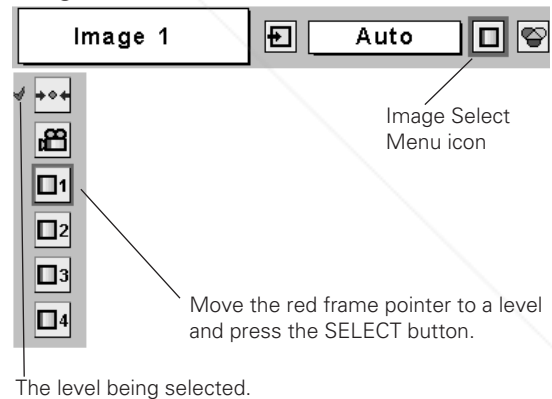 Image 1
Auto
Image Select
Menu icon
1
2
3
4
Move the red frame pointer to a level
and press the SELECT button.
The level being selected.